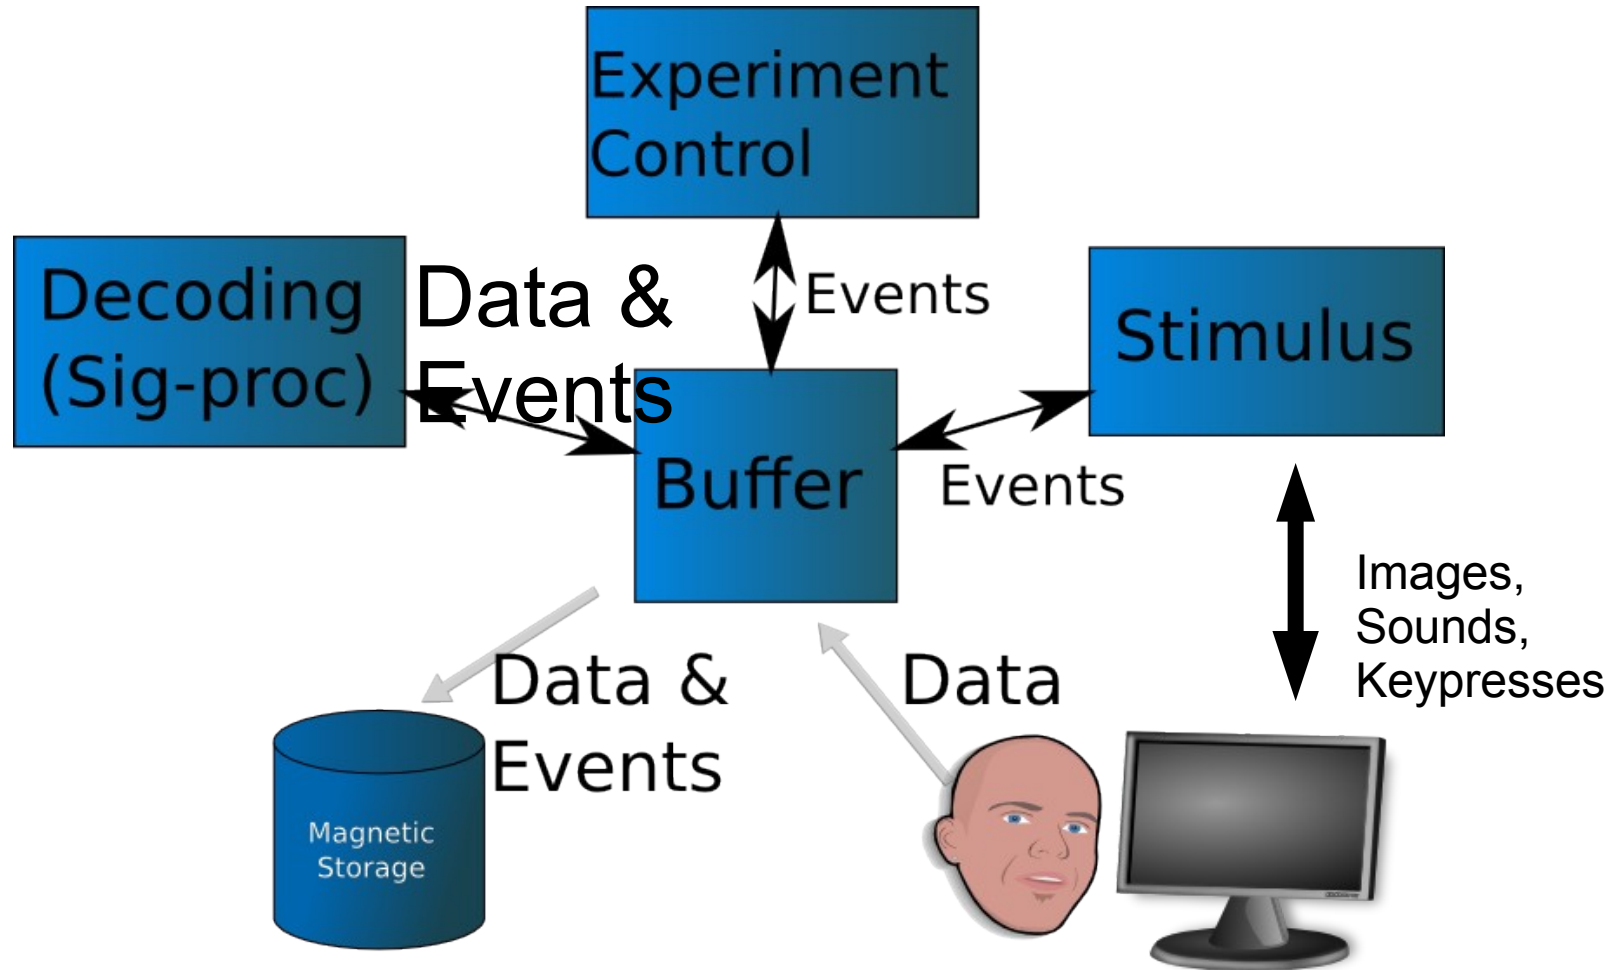 Experiment
Control
Decoding
(Sig-proc)
Data &
Events
Events
Stimulus
Buffer
Events
Images,
Sounds,
Keypresses
Data &
Events
Data
Magnetic
Storage